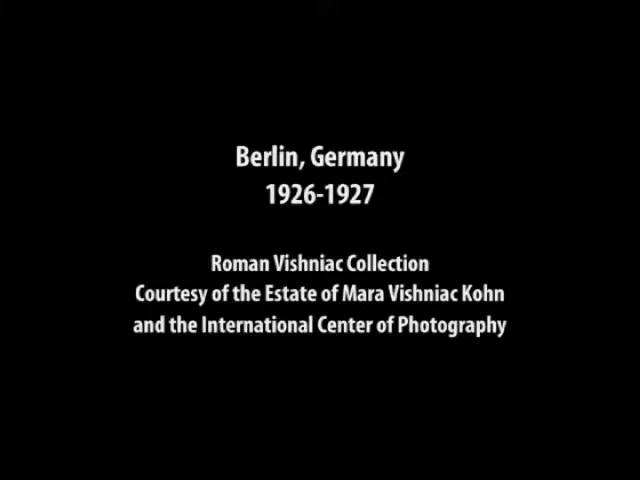 Berlin, Germany
1926-1927
Roman Vishniac Collection
Courtesy of the Estate of Mara Vishniac Kohn
and the International Center of Photography